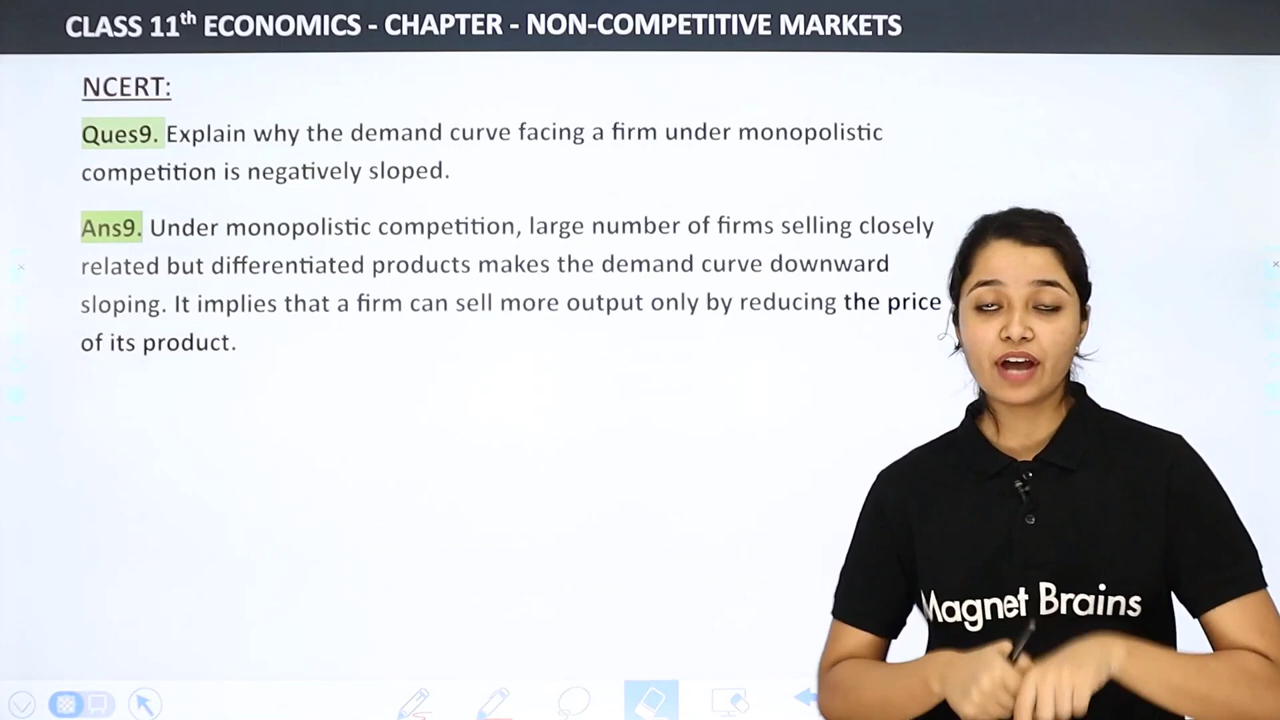 CLASS 11th ECONOMICS - CHAPTER - NON-COMPETITIVE MARKETS
NCERT:
Ques9. Explain why the demand curve facing a firm under monopolistic
competition is negatively sloped.
Ans9. Under monopolistic competition, large number of firms selling closely
related but differentiated products makes the demand curve downward
sloping. It implies that a firm can sell more output only by reducing the price
of its product.
Magnet Brains